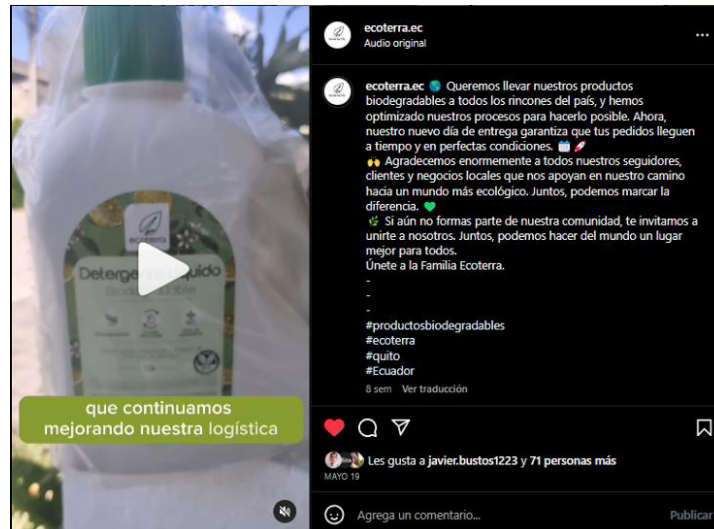 ecoterra
Detergente Líquido
Biodegradable
que continuamos
mejorando nuestra logística
ecoterra.ec
Audio original
ecoterra.ec 🌎 Queremos llevar nuestros productos
biodegradables a todos los rincones del país, y hemos
optimizado nuestros procesos para hacerlo posible. Ahora,
nuestro nuevo día de entrega garantiza que tus pedidos lleguen
a tiempo y en perfectas condiciones. 🗓️ 🚀
🙌 Agradecemos enormemente a todos nuestros seguidores,
clientes y negocios locales que nos apoyan en nuestro camino
hacia un mundo más ecológico. Juntos, podemos marcar la
diferencia. 💚
🌿 Si aún no formas parte de nuestra comunidad, te invitamos a
unirte a nosotros. Juntos, podemos hacer del mundo un lugar
mejor para todos.
Únete a la Familia Ecoterra.
-
-
-
#productosbiodegradables
#ecoterra
#quito
#Ecuador
8 sem Ver traducción
Les gusta a javier.bustos1223 y 71 personas más
MAYO 19
Agrega un comentario...
Publicar